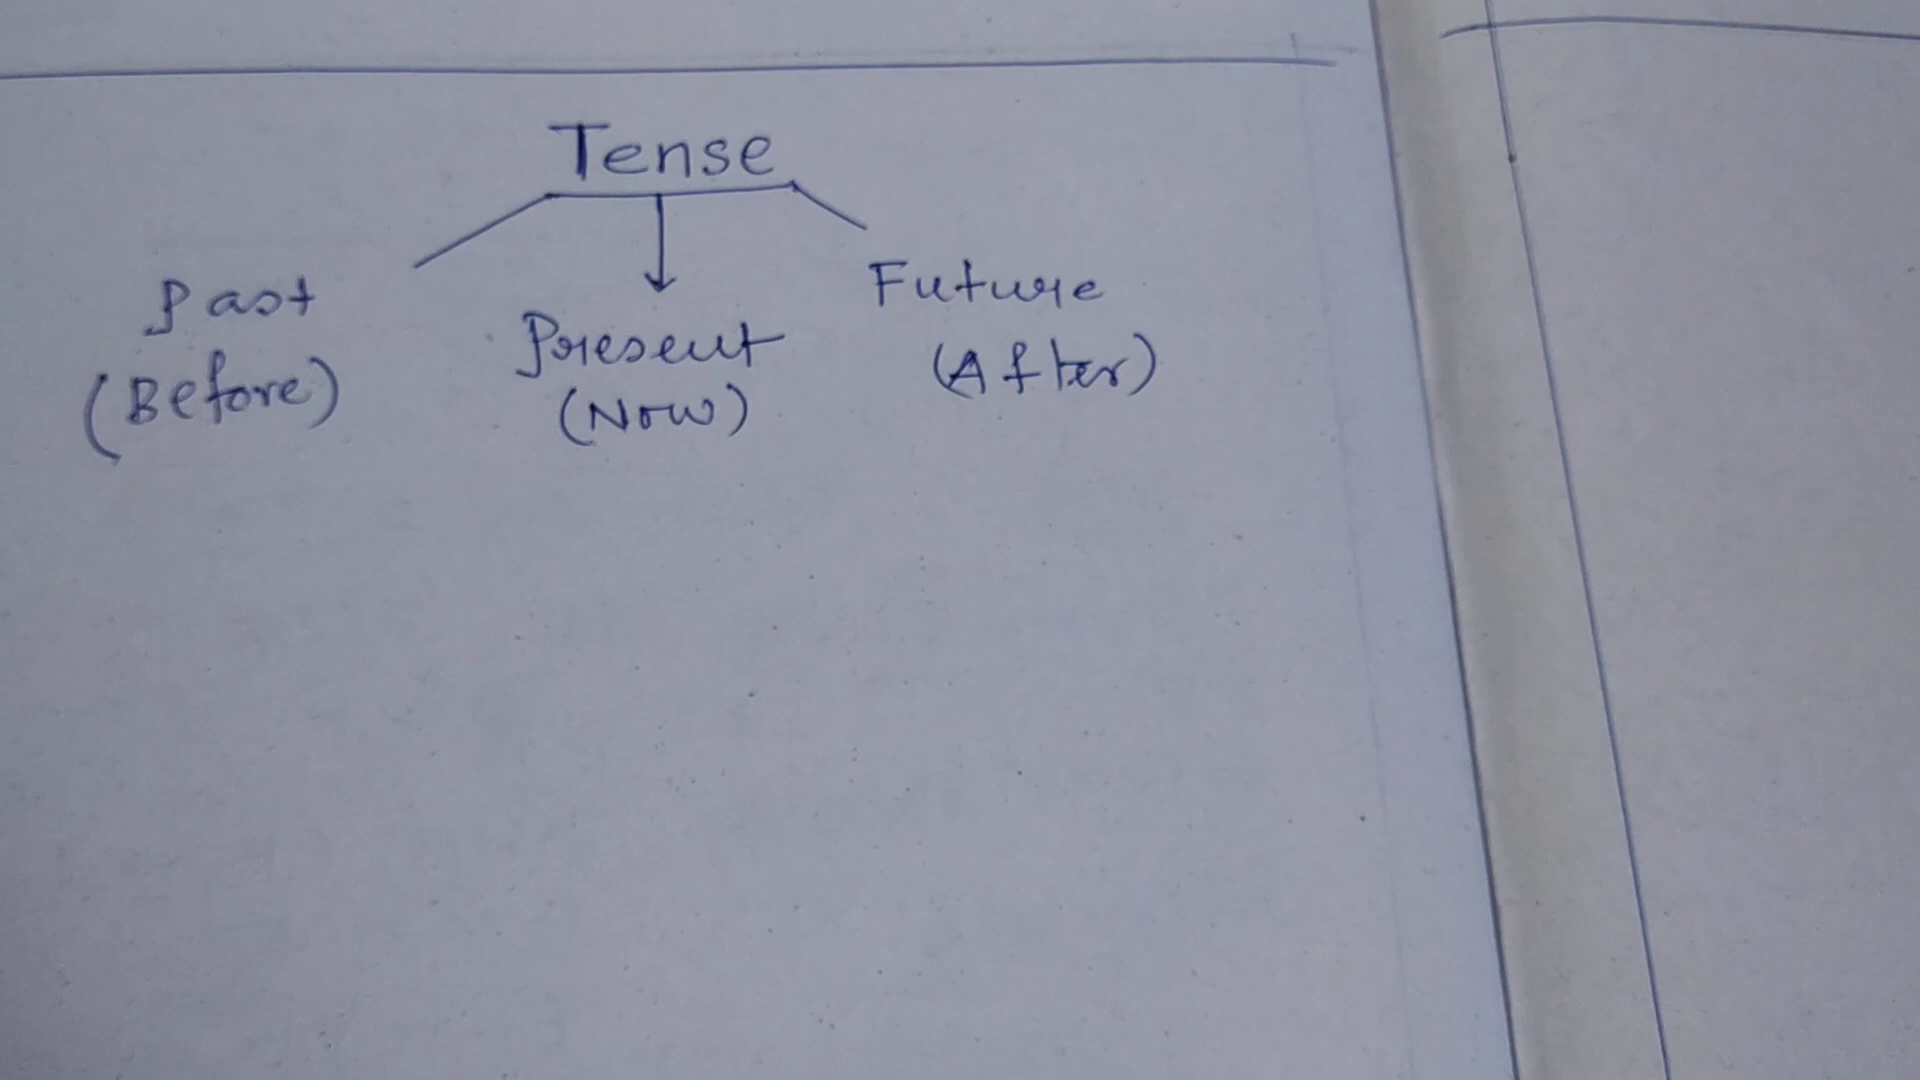 Tense
Past
Present
Future
(Before)
(Now)
(After)